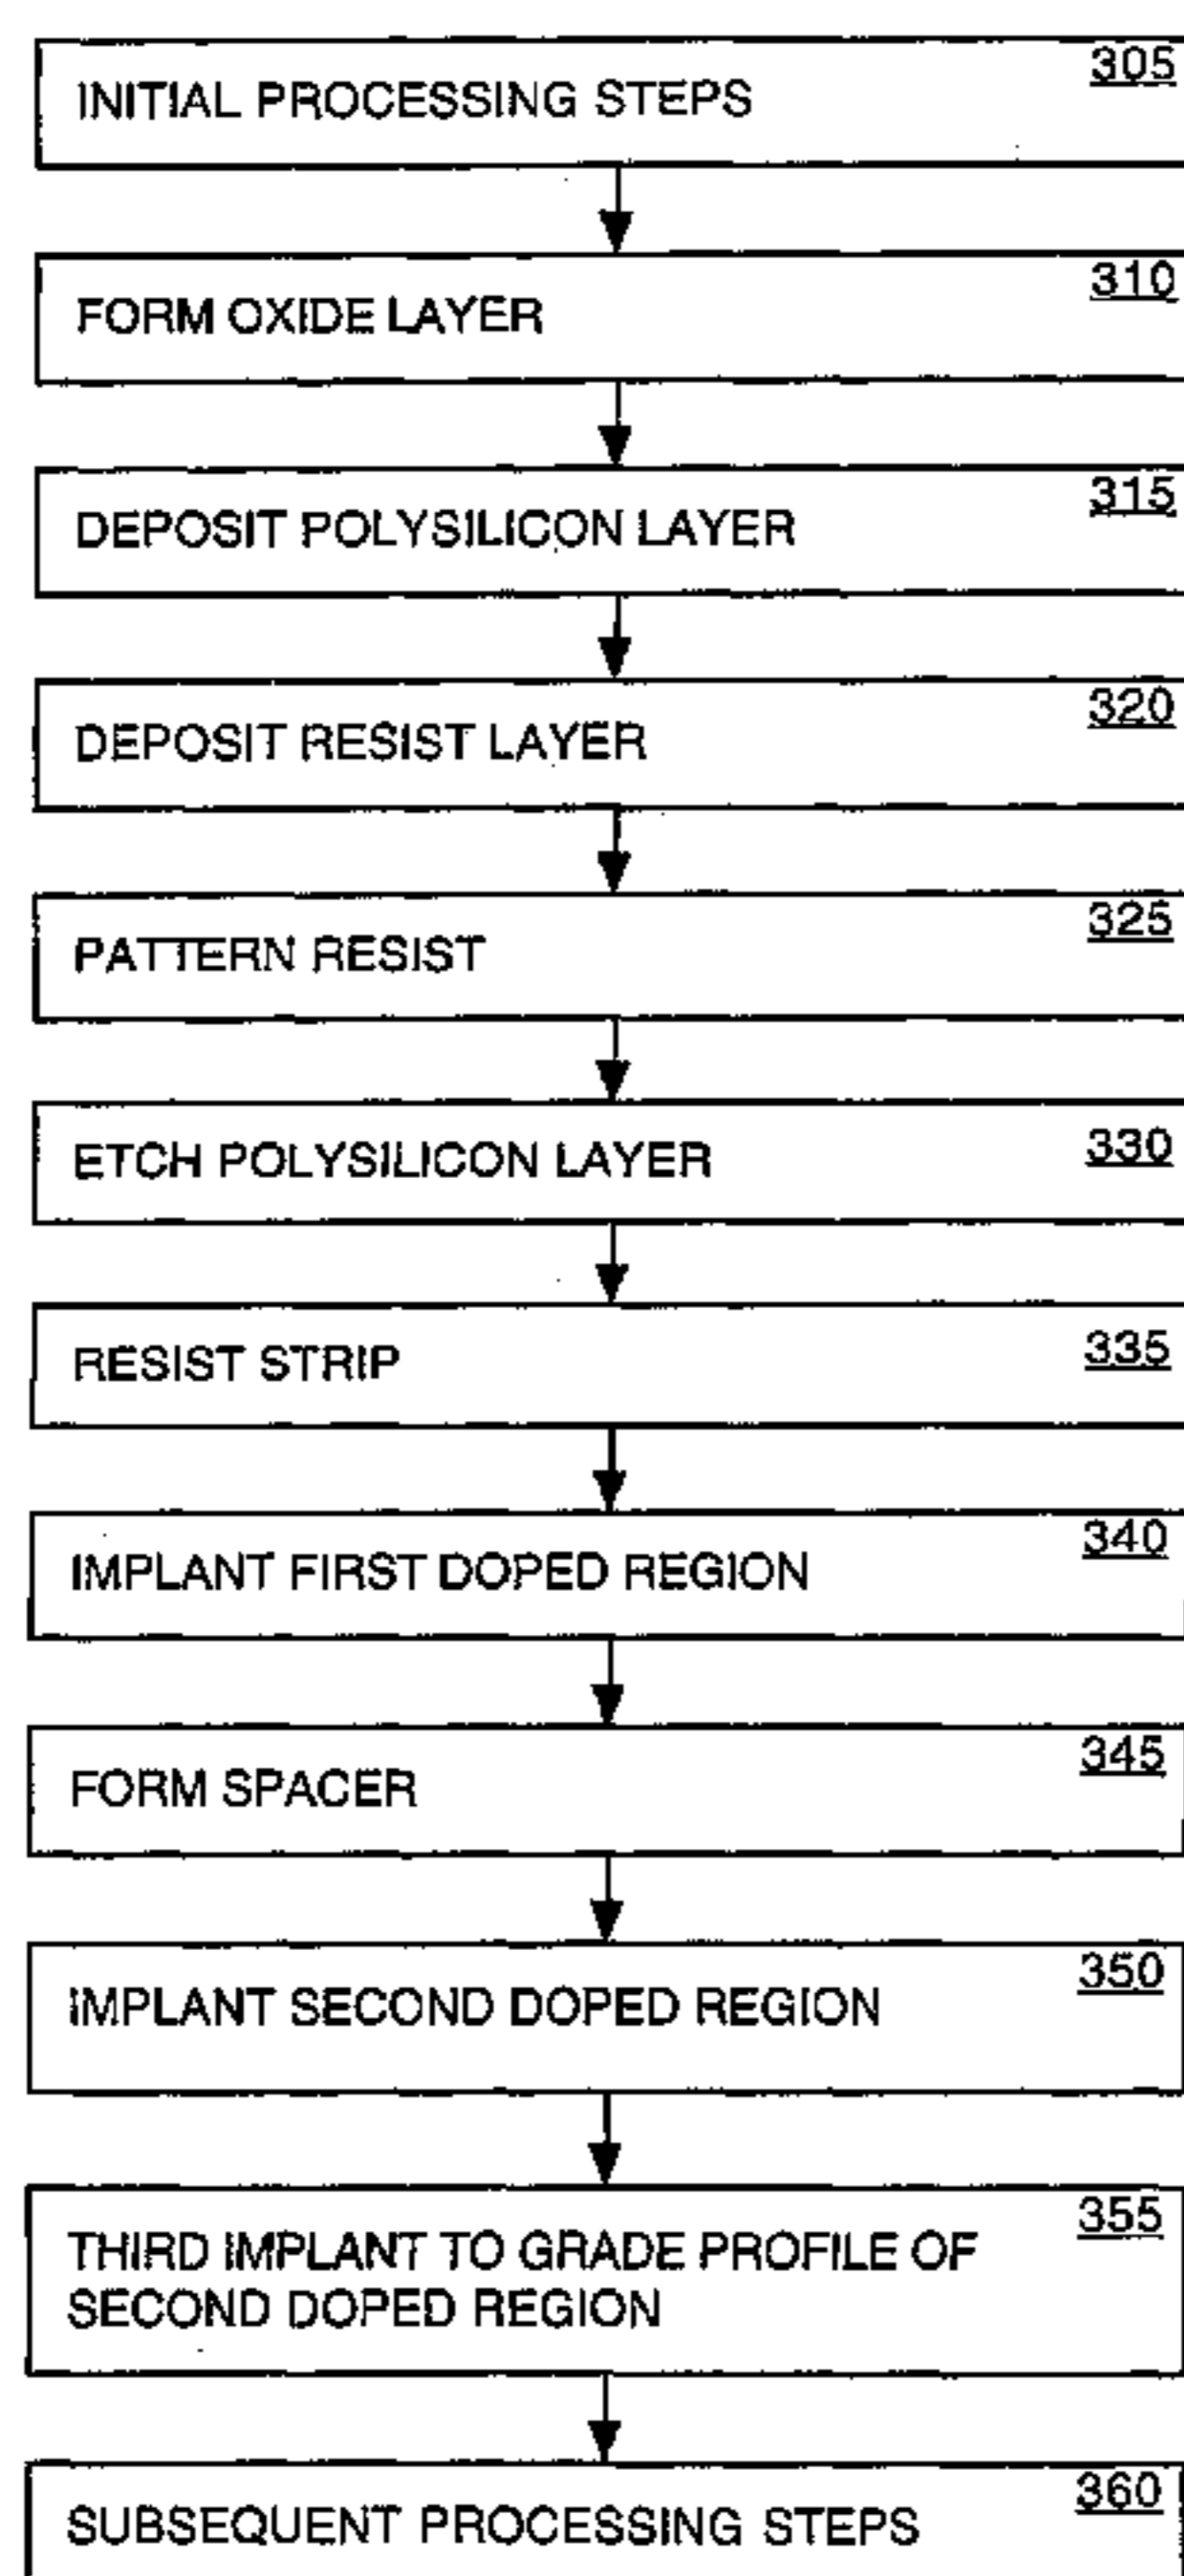 305
INITIAL PROCESSING STEPS
310
FORM OXIDE LAYER
315
DEPOSIT POLYSILICON LAYER
320
DEPOSIT RESIST LAYER
325
PATTERN RESIST
330
ETCH POLYSILICON LAYER
335
RESIST STRIP
340
IMPLANT FIRST DOPED REGION
345
FORM SPACER
350
IMPLANT SECOND DOPED REGION
355
THIRD IMPLANT TO GRADE PROFILE OF
SECOND DOPED REGION
360
SUBSEQUENT PROCESSING STEPS